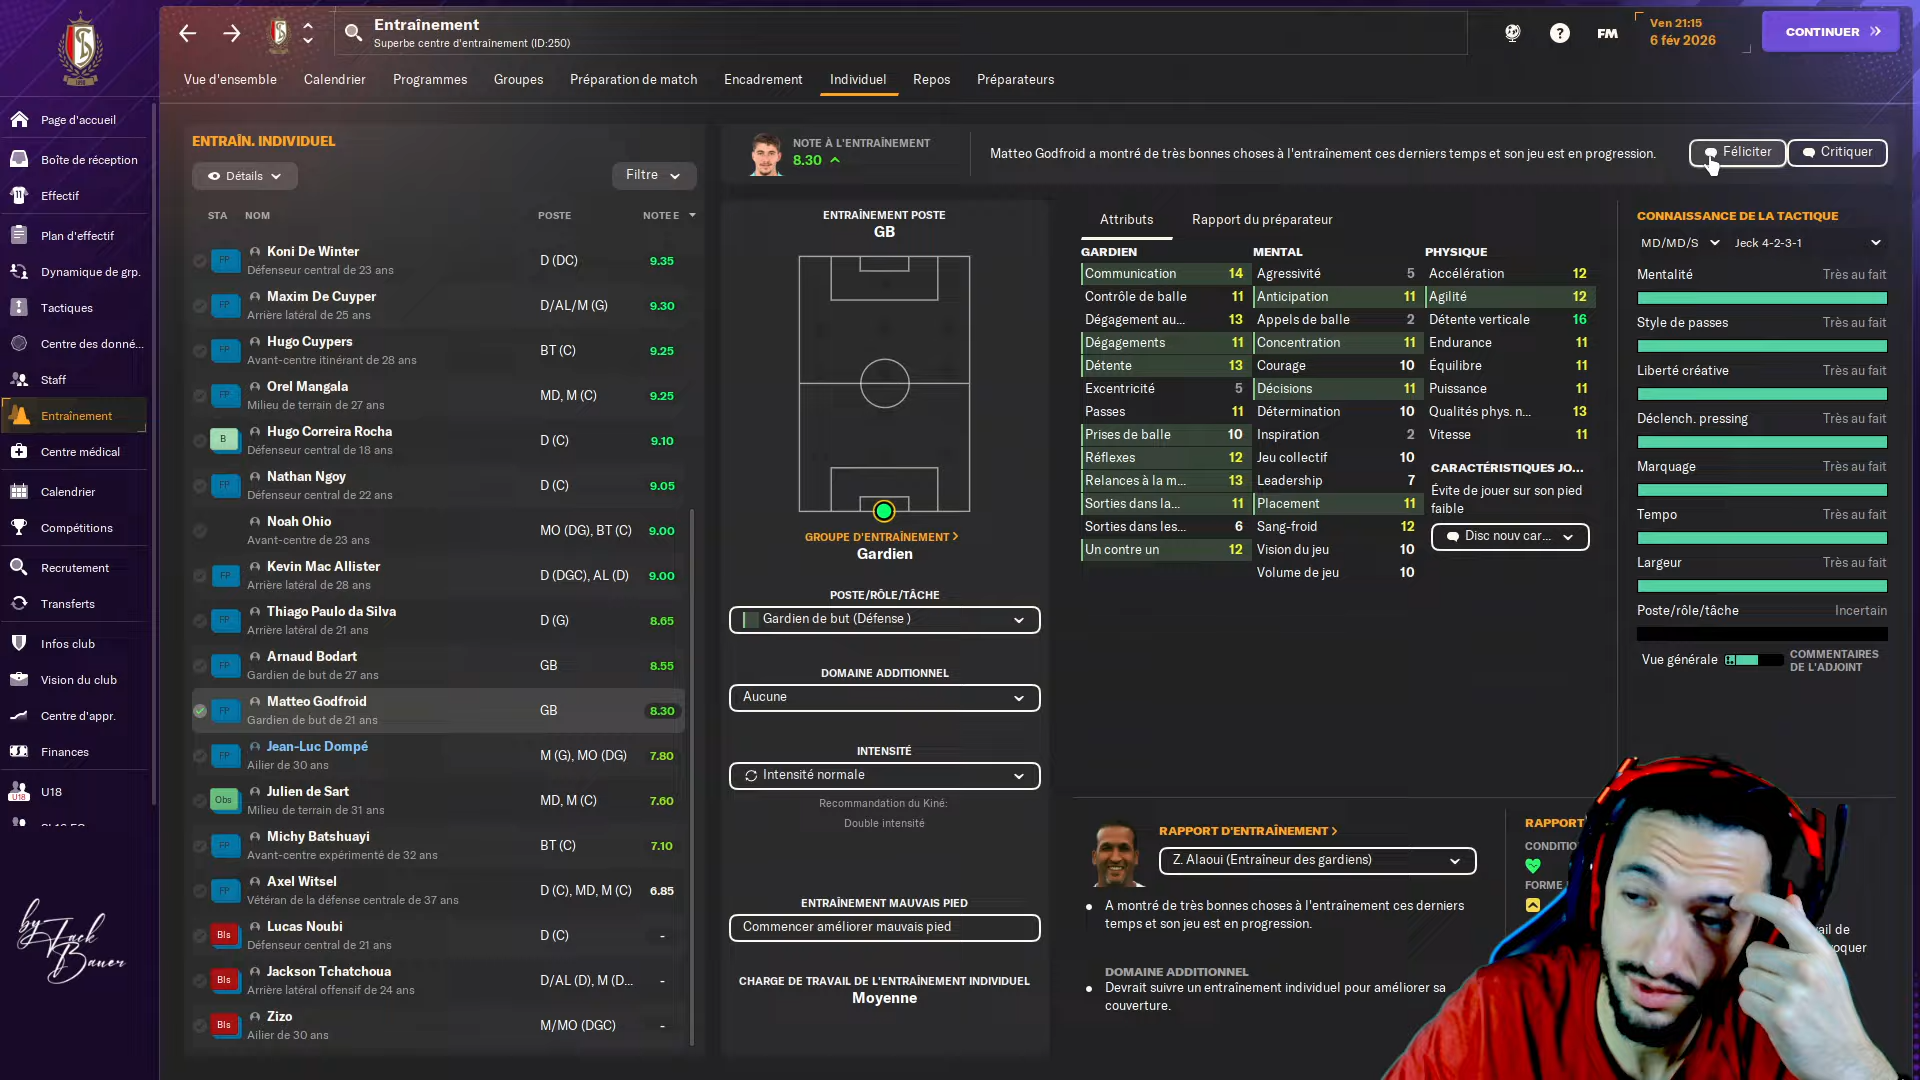 Entraînement
Superbe centre d'entraînement (ID:250)
FM
Ven 21:15
6 fév 2026
CONTINUER
Vue d'ensemble
Calendrier
Programmes
Groupes
Préparation de match
Encadrement
Individuel
Repos
Préparateurs
Page d'accueil
Boîte de réception
Effectif
Plan d'effectif
Dynamique de grp.
Tactiques
Centre des donné...
Staff
Entraînement
Centre médical
Calendrier
Compétitions
Recrutement
Transferts
Infos club
Vision du club
Centre d'appr.
Finances
U18
U18
by Jack Bauer
ENTRAÎN. INDIVIDUEL
Détails
Filtre
STA NOM POSTE NOTE E
FP Koni De Winter D (DC) 9.35
Défenseur central de 23 ans
FP Maxim De Cuyper D/AL/M (G) 9.30
Arrière latéral de 25 ans
FP Hugo Cuypers BT (C) 9.25
Avant-centre itinérant de 28 ans
FP Orel Mangala MD, M (C) 9.25
Milieu de terrain de 27 ans
B Hugo Correira Rocha D (C) 9.10
Défenseur central de 18 ans
FP Nathan Ngoy D (C) 9.05
Défenseur central de 22 ans
Noah Ohio MO (DG), BT (C) 9.00
Avant-centre de 23 ans
FP Kevin Mac Allister D (DGC), AL (D) 9.00
Arrière latéral de 28 ans
FP Thiago Paulo da Silva D (G) 8.65
Arrière latéral de 21 ans
FP Arnaud Bodart GB 8.55
Gardien de but de 27 ans
FP Matteo Godfroid GB 8.30
Gardien de but de 21 ans
FP Jean-Luc Dompé M (G), MO (DG) 7.80
Ailier de 30 ans
Obs Julien de Sart MD, M (C) 7.60
Milieu de terrain de 31 ans
FP Michy Batshuayi BT (C) 7.10
Avant-centre expérimenté de 32 ans
FP Axel Witsel D (C), MD, M (C) 6.85
Vétéran de la défense centrale de 37 ans
Bls Lucas Noubi D (C) -
Défenseur central de 21 ans
Bls Jackson Tchatchoua D/AL (D), M (D... -
Arrière latéral offensif de 24 ans
Bls Zizo M/MO (DGC) -
Ailier de 30 ans
NOTE À L'ENTRAÎNEMENT
8.30
Matteo Godfroid a montré de très bonnes choses à l'entraînement ces derniers temps et son jeu est en progression.
Féliciter
Critiquer
ENTRAÎNEMENT POSTE
GB
GROUPE D'ENTRAÎNEMENT >
Gardien
POSTE/RÔLE/TÂCHE
Gardien de but (Défense )
DOMAINE ADDITIONNEL
Aucune
INTENSITÉ
Intensité normale
Recommandation du Kiné:
Double intensité
ENTRAÎNEMENT MAUVAIS PIED
Commencer améliorer mauvais pied
CHARGE DE TRAVAIL DE L'ENTRAÎNEMENT INDIVIDUEL
Moyenne
Attributs
Rapport du préparateur
GARDIEN
Communication 14
Contrôle de balle 11
Dégagement au... 13
Dégagements 11
Détente 13
Excentricité 5
Passes 11
Prises de balle 10
Réflexes 12
Relances à la m... 13
Sorties dans la... 11
Sorties dans les... 6
Un contre un 12
MENTAL
Agressivité 5
Anticipation 11
Appels de balle 2
Concentration 11
Courage 10
Décisions 11
Détermination 10
Inspiration 2
Jeu collectif 10
Leadership 7
Placement 11
Sang-froid 12
Vision du jeu 10
Volume de jeu 10
PHYSIQUE
Accélération 12
Agilité 12
Détente verticale 16
Endurance 11
Équilibre 11
Puissance 11
Qualités phys. n... 13
Vitesse 11
CARACTÉRISTIQUES JO...
Évite de jouer sur son pied
faible
Disc nouv car...
CONNAISSANCE DE LA TACTIQUE
MD/MD/S
Jeck 4-2-3-1
Mentalité Très au fait
Style de passes Très au fait
Liberté créative Très au fait
Déclench. pressing Très au fait
Marquage Très au fait
Tempo Très au fait
Largeur Très au fait
Poste/rôle/tâche Incertain
Vue générale
COMMENTAIRES
DE L'ADJOINT
RAPPORT D'ENTRAÎNEMENT >
Z. Alaoui (Entraîneur des gardiens)
A montré de très bonnes choses à l'entraînement ces derniers
temps et son jeu est en progression.
DOMAINE ADDITIONNEL
Devrait suivre un entraînement individuel pour améliorer sa
couverture.
RAPPORT
CONDITIO
FORME